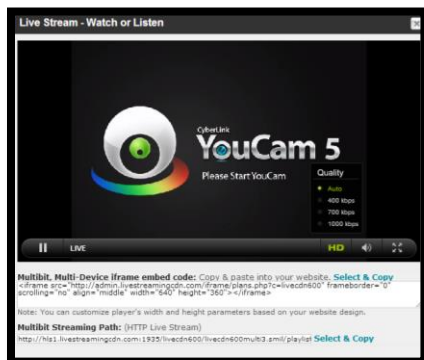 Live Stream - Watch or Listen
CyberLink
YouCam 5
Please Start YouCam
Quality
Auto
400 kbps
700 kbps
1000 kbps
LIVE
HD
Multibit, Multi-Device iframe embed code: Copy & paste into your website. Select & Copy
<iframe src="http://admin.livestreamingcdn.com/iframe/plans.php?c=livecdn600" frameborder="0"
scrolling="no" align="middle" width="640" height="360"></iframe>
Note: You can customize player's width and height parameters based on your website design.
Multibit Streaming Path: (HTTP Live Stream)
http://hls1.livestreamingcdn.com:1935/livecdn600/livecdn600multi3.smil/playlist Select & Copy